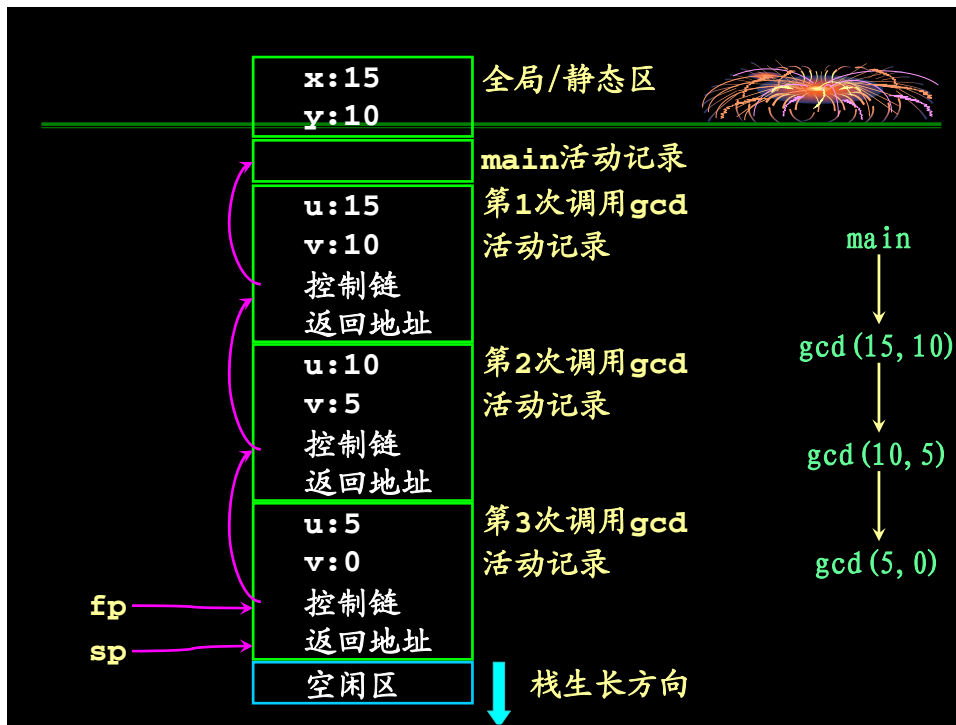 x:15
y:10
全局/静态区
main活动记录
u:15
v:10
控制链
返回地址
第1次调用gcd
活动记录
u:10
v:5
控制链
返回地址
第2次调用gcd
活动记录
u:5
v:0
控制链
返回地址
第3次调用gcd
活动记录
fp
sp
空闲区
栈生长方向
main
gcd(15,10)
gcd(10,5)
gcd(5,0)